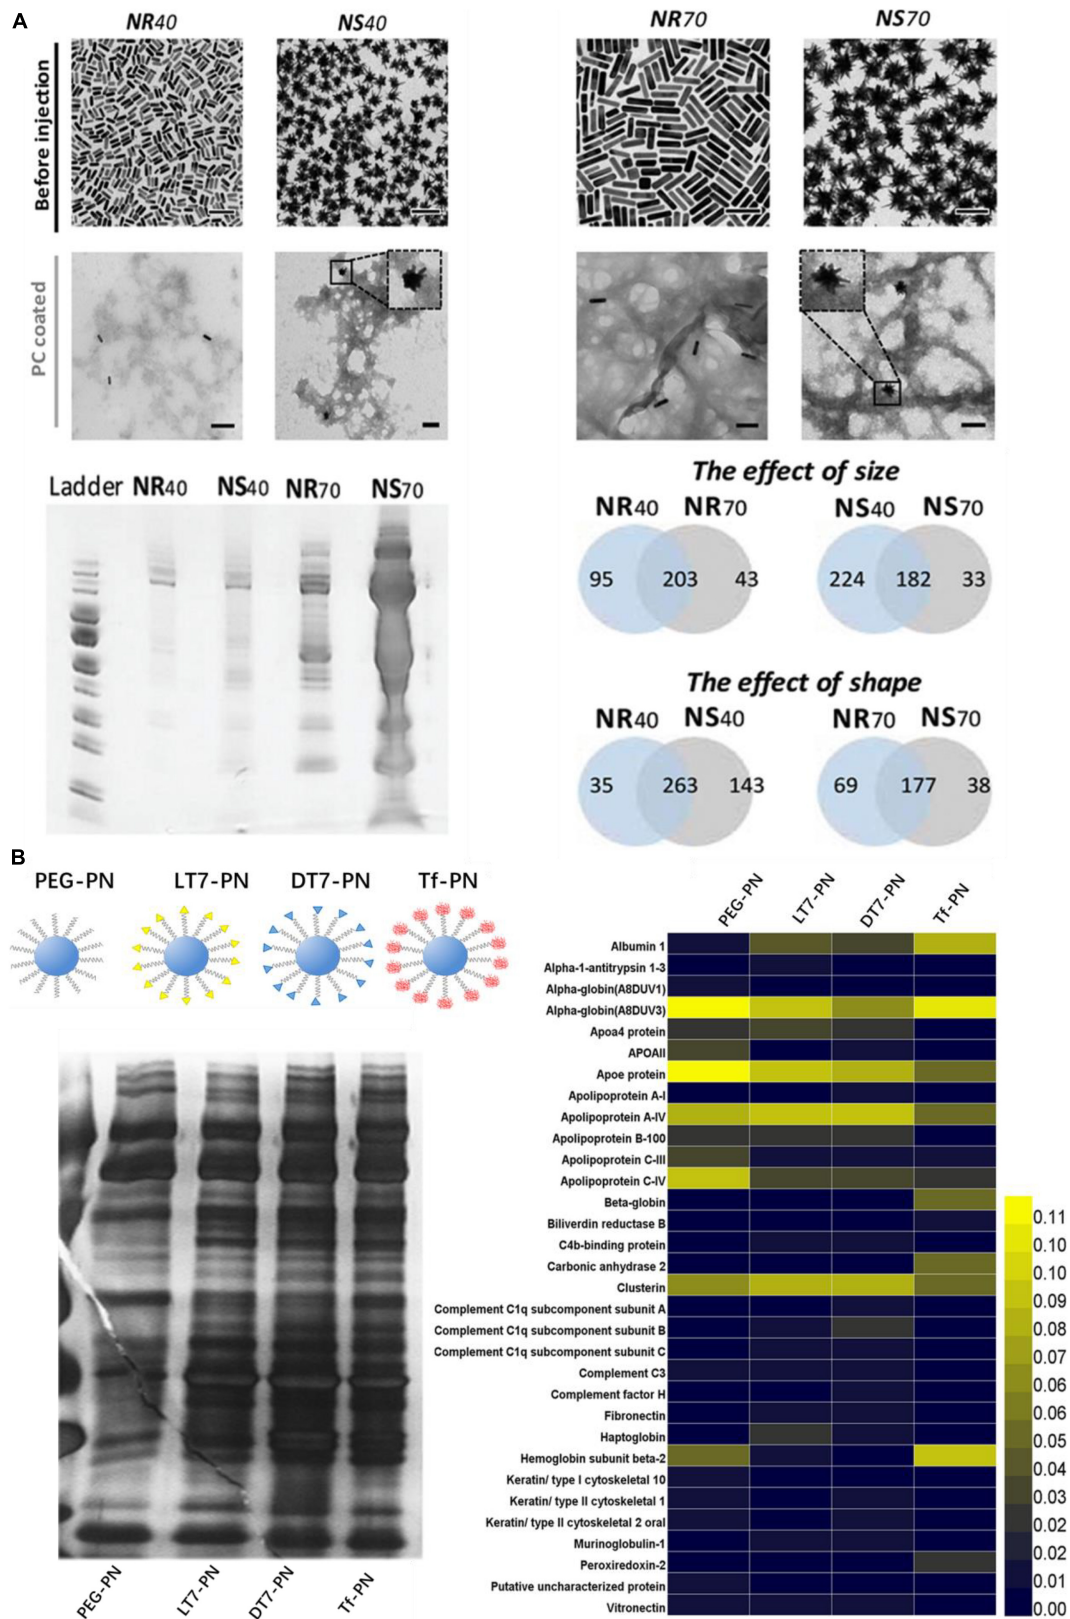 A
NR40
NS40
NR70
NS70
Before injection
PC coated
Ladder NR40 NS40 NR70 NS70
The effect of size
NR40 NR70
NS40 NS70
95 203 43
224 182 33
The effect of shape
NR40 NS40
NR70 NS70
35 263 143
69 177 38
B
PEG-PN
LT7-PN
DT7-PN
Tf-PN
PEG-PN
LT7-PN
DT7-PN
Tf-PN
Albumin 1
Alpha-1-antitrypsin 1-3
Alpha-globin(A8DUV1)
Alpha-globin(A8DUV3)
Apoa4 protein
APOAII
Apoe protein
Apolipoprotein A-I
Apolipoprotein A-IV
Apolipoprotein B-100
Apolipoprotein C-III
Apolipoprotein C-IV
Beta-globin
Biliverdin reductase B
C4b-binding protein
Carbonic anhydrase 2
Clusterin
Complement C1q subcomponent subunit A
Complement C1q subcomponent subunit B
Complement C1q subcomponent subunit C
Complement C3
Complement factor H
Fibronectin
Haptoglobin
Hemoglobin subunit beta-2
Keratin/ type I cytoskeletal 10
Keratin/ type II cytoskeletal 1
Keratin/ type II cytoskeletal 2 oral
Murinoglobulin-1
Peroxiredoxin-2
Putative uncharacterized protein
Vitronectin
0.11
0.10
0.10
0.09
0.08
0.07
0.06
0.05
0.04
0.03
0.02
0.02
0.01
0.00
PEG-PN
LT7-PN
DT7-PN
Tf-PN